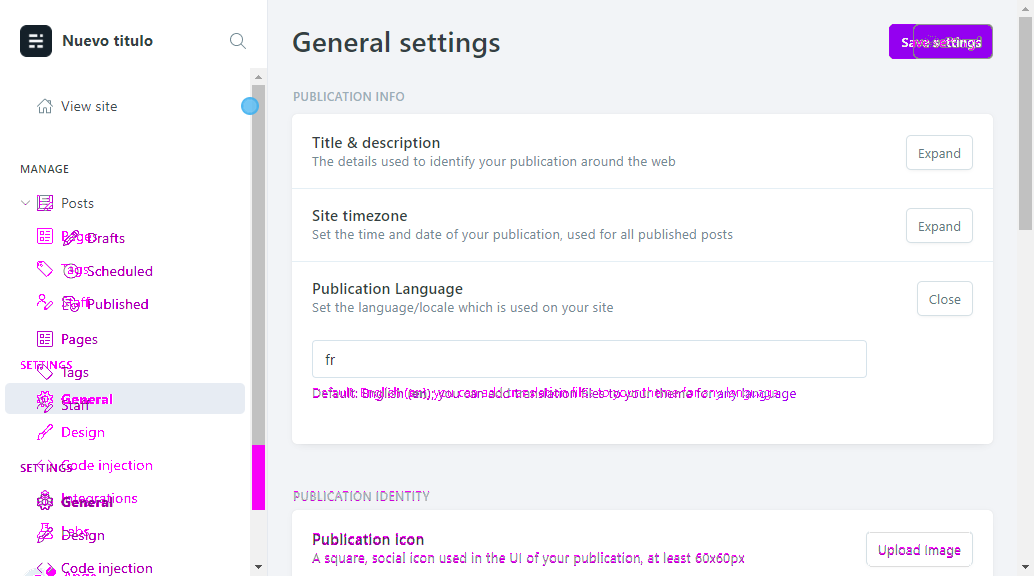 Nuevo titulo
View site
MANAGE
Posts
Pages
Drafts
Tags
Scheduled
Staff
Published
Pages
SETTINGS
Tags
General
Staff
Design
Code injection
SETTINGS
Integrations
General
Labs
Design
Code injection
General settings
Save settings
PUBLICATION INFO
Title & description
The details used to identify your publication around the web
Expand
Site timezone
Set the time and date of your publication, used for all published posts
Expand
Publication Language
Set the language/locale which is used on your site
Close
fr
Default: English (en); you can add translation files to your theme for any language
PUBLICATION IDENTITY
Publication Icon
A square, social icon used in the UI of your publication, at least 60x60px
Upload Image